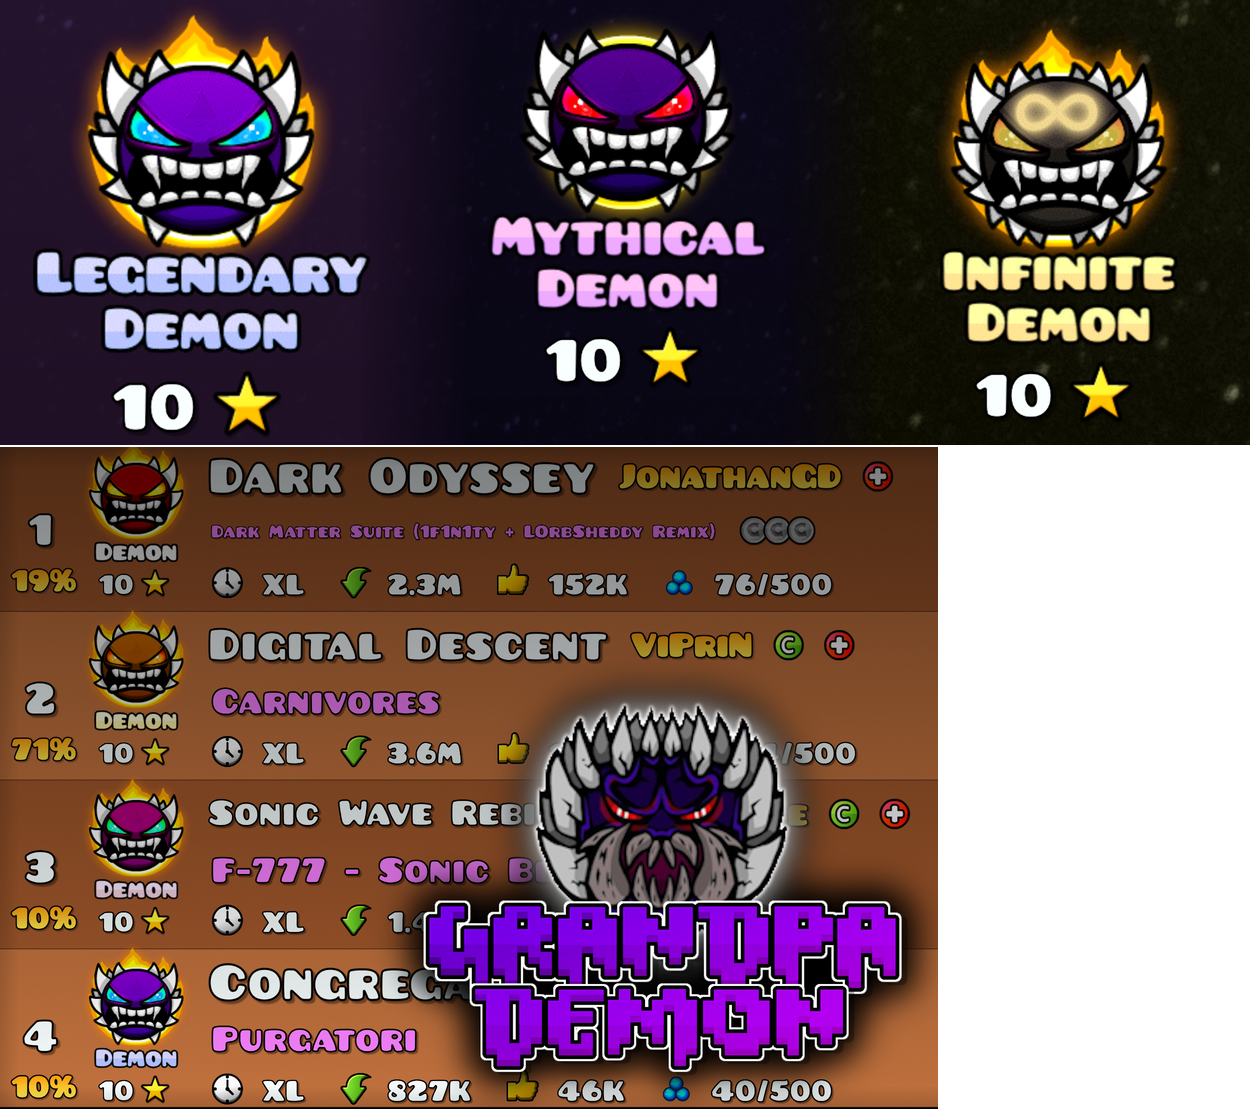 Legendary Demon
10
Mythical Demon
10
Infinite Demon
10
1
Demon
19%
10
Dark Odyssey JonathanGD
Dark Matter Suite (1F1N1TY + LOrbSheddy Remix)
C C C
XL 2.3M 152K 76/500
2
Demon
71%
10
Digital Descent ViPriN C
Carnivores
XL 3.6M /500
3
Demon
10%
10
Sonic Wave C
F-777 - Sonic
XL
4
Demon
10%
10
Purgatori
XL 827K 46K 40/500
Grandpa
Demon